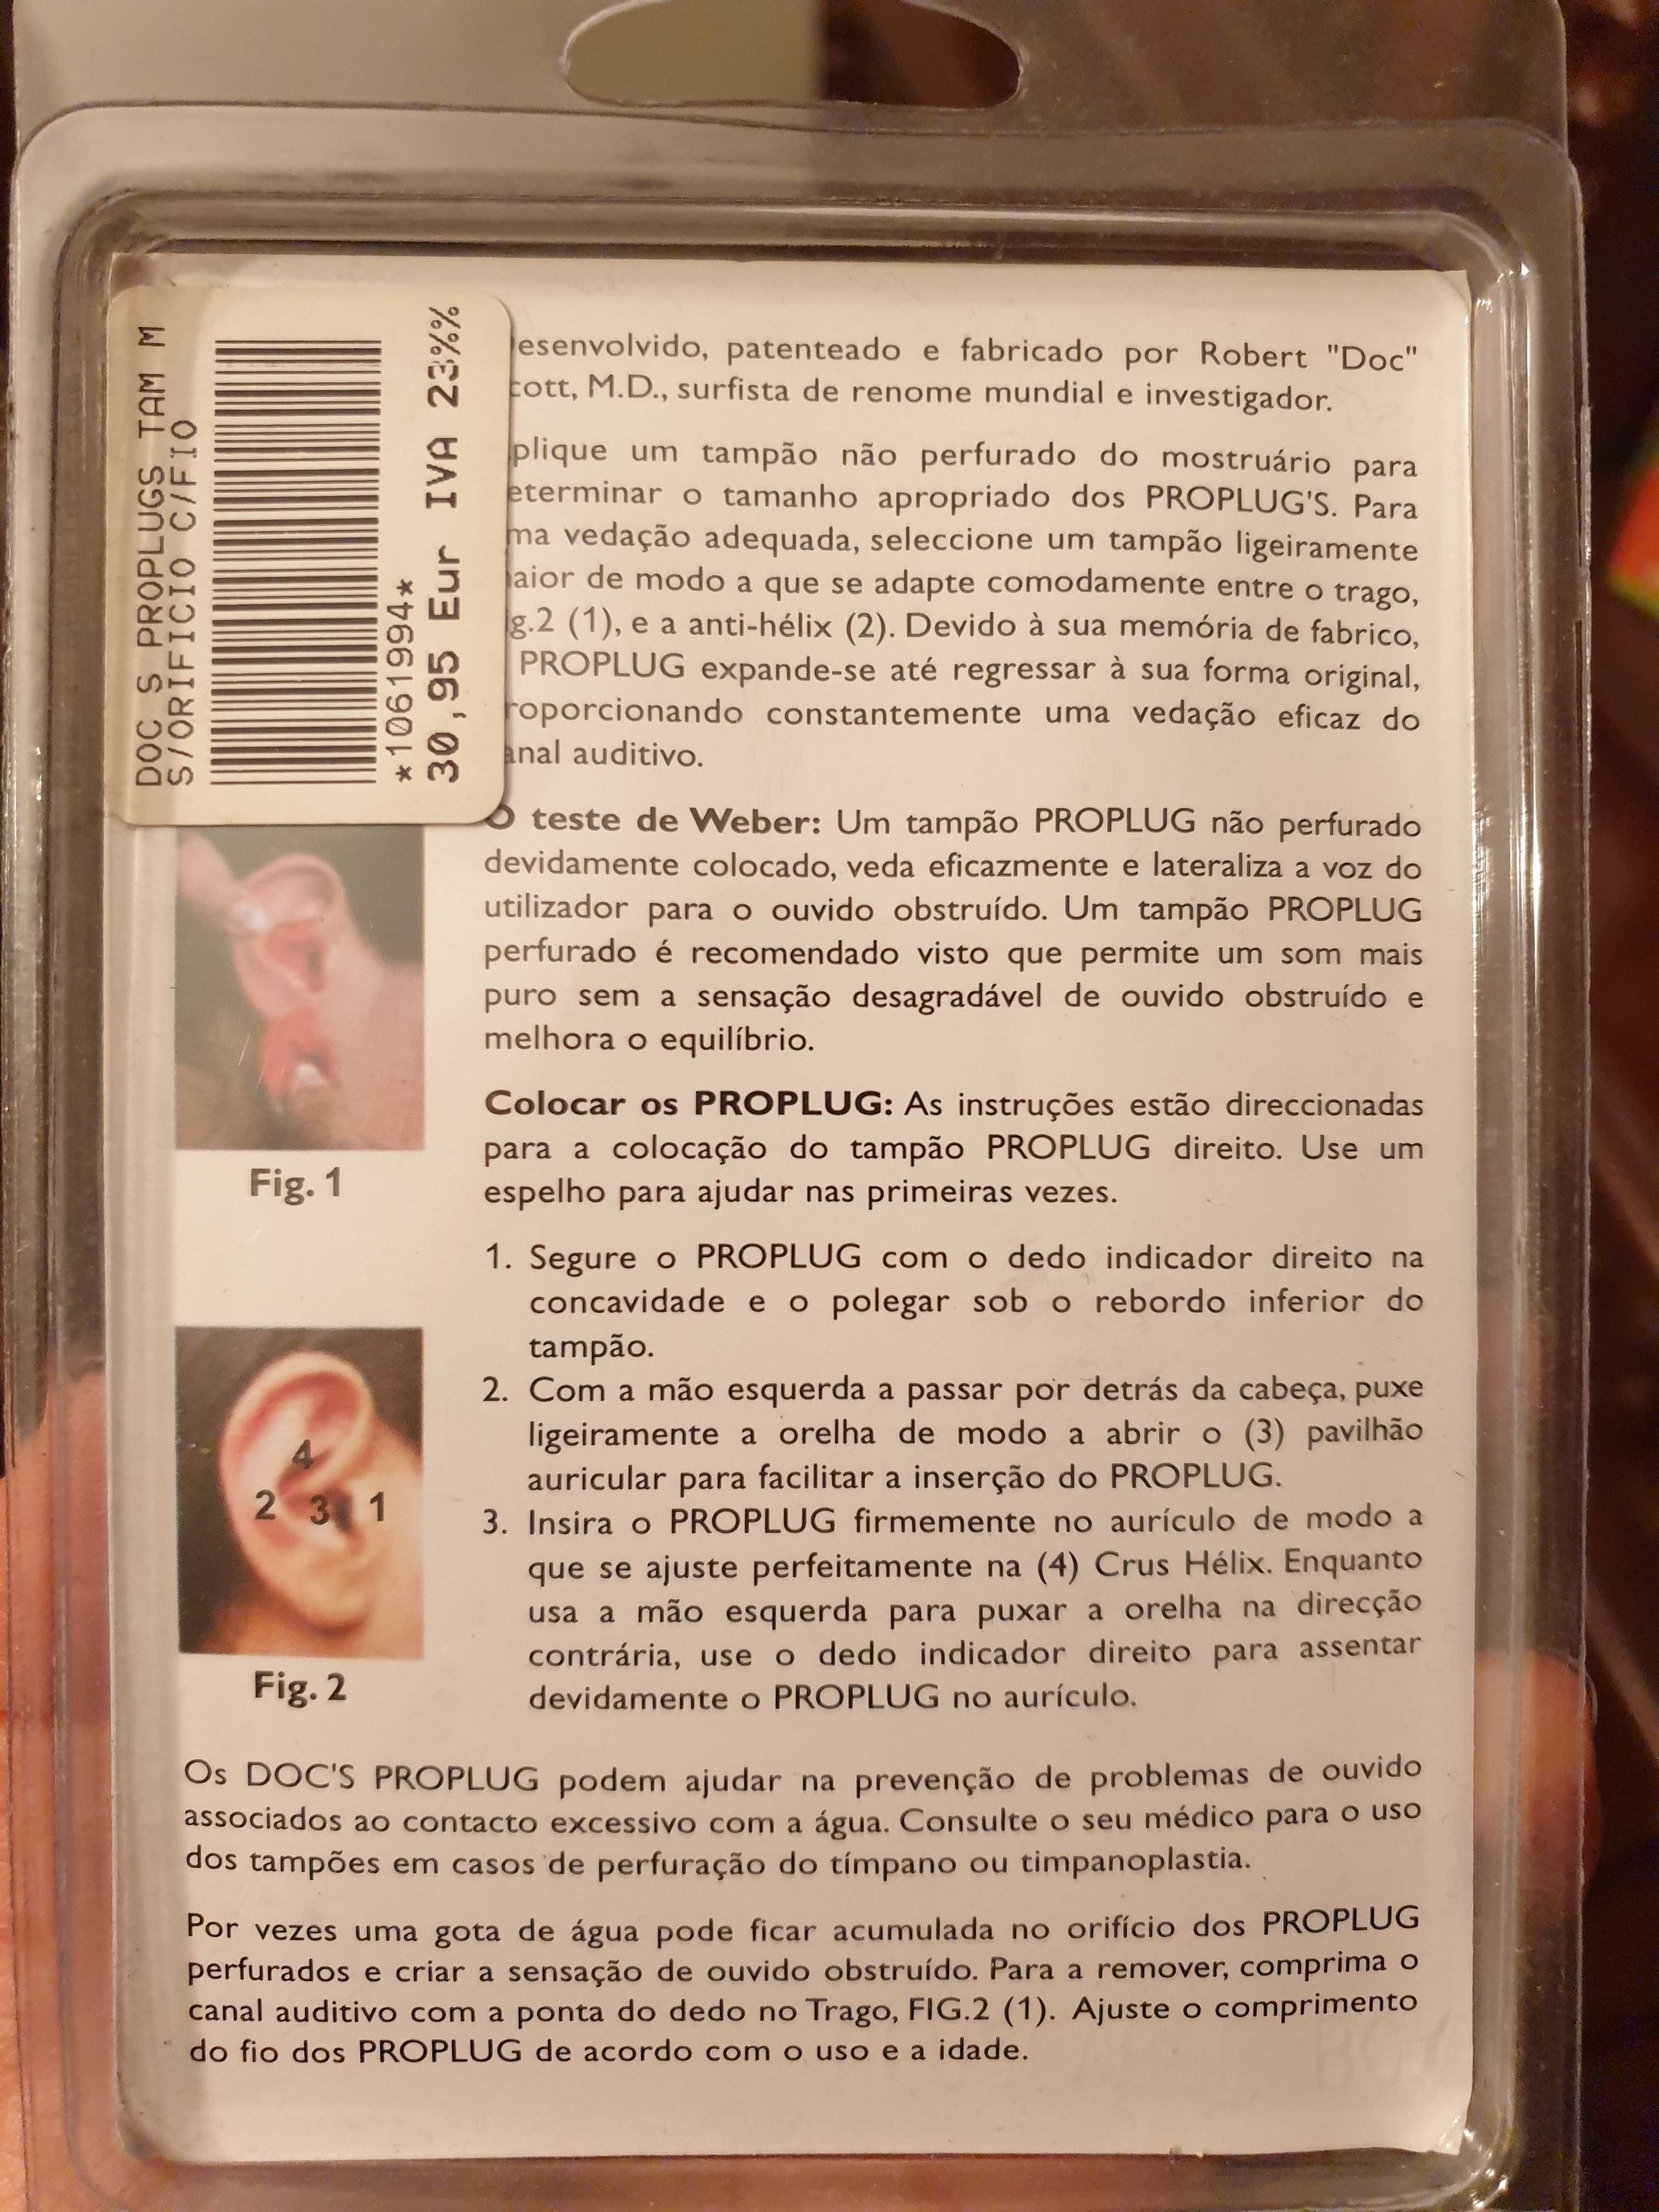 DOC S PROPLUGS TAM M
S/ORIFICIO C/FIO
*1061994*
30,95 Eur IVA 23%%
esenvolvido, patenteado e fabricado por Robert "Doc"
cott, M.D., surfista de renome mundial e investigador.
plique um tampão não perfurado do mostruário para
eterminar o tamanho apropriado dos PROPLUG'S. Para
ma vedação adequada, seleccione um tampão ligeiramente
aior de modo a que se adapte comodamente entre o trago,
g.2 (1), e a anti-hélix (2). Devido à sua memória de fabrico,
PROPLUG expande-se até regressar à sua forma original,
roporcionando constantemente uma vedação eficaz do
anal auditivo.
O teste de Weber: Um tampão PROPLUG não perfurado
devidamente colocado, veda eficazmente e lateraliza a voz do
utilizador para o ouvido obstruído. Um tampão PROPLUG
perfurado é recomendado visto que permite um som mais
puro sem a sensação desagradável de ouvido obstruído e
melhora o equilíbrio.
Colocar os PROPLUG: As instruções estão direccionadas
para a colocação do tampão PROPLUG direito. Use um
espelho para ajudar nas primeiras vezes.
Fig. 1
1. Segure o PROPLUG com o dedo indicador direito na
concavidade e o polegar sob o rebordo inferior do
tampão.
2. Com a mão esquerda a passar por detrás da cabeça, puxe
ligeiramente a orelha de modo a abrir o (3) pavilhão
auricular para facilitar a inserção do PROPLUG.
3. Insira o PROPLUG firmemente no aurículo de modo a
que se ajuste perfeitamente na (4) Crus Hélix. Enquanto
usa a mão esquerda para puxar a orelha na direcção
contrária, use o dedo indicador direito para assentar
devidamente o PROPLUG no aurículo.
4
2 3 1
Fig. 2
Os DOC'S PROPLUG podem ajudar na prevenção de problemas de ouvido
associados ao contacto excessivo com a água. Consulte o seu médico para o uso
dos tampões em casos de perfuração do tímpano ou timpanoplastia.
Por vezes uma gota de água pode ficar acumulada no orifício dos PROPLUG
perfurados e criar a sensação de ouvido obstruído. Para a remover, comprima o
canal auditivo com a ponta do dedo no Trago, FIG.2 (1). Ajuste o comprimento
do fio dos PROPLUG de acordo com o uso e a idade.